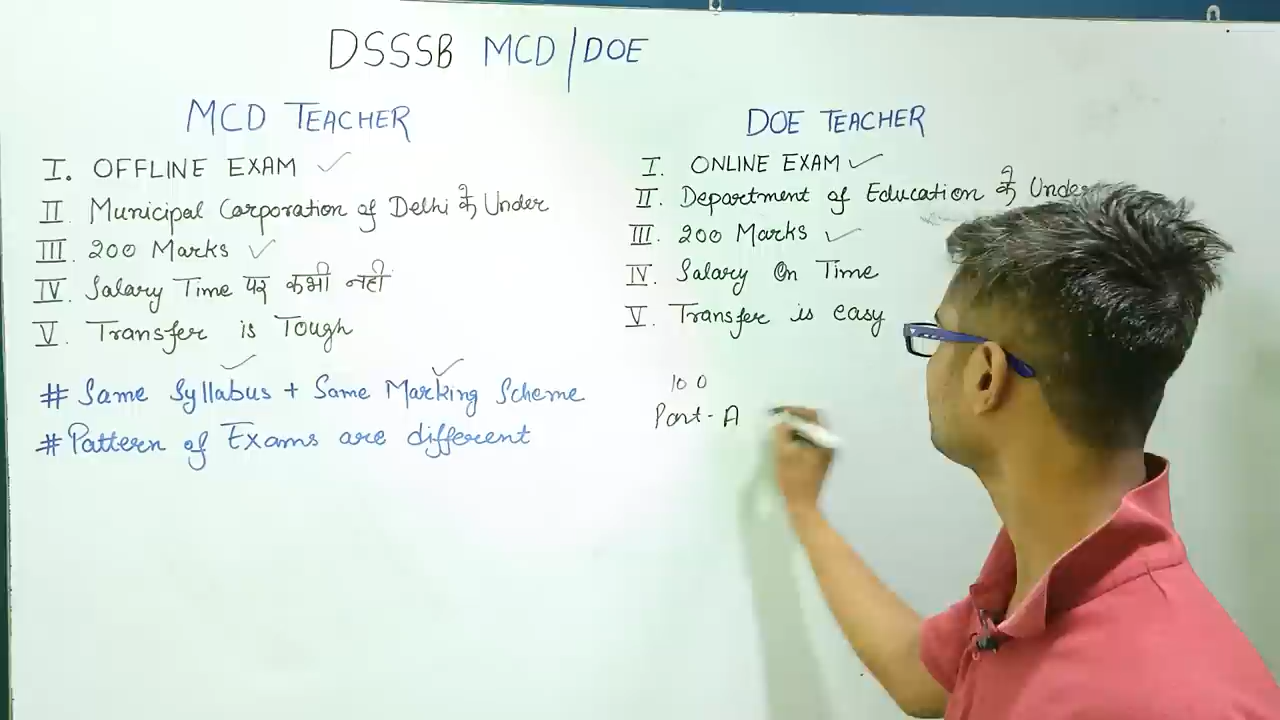 DSSSB MCD/DOE
MCD TEACHER
I. OFFLINE EXAM ✓
II Municipal Corporation of Delhi के Under
III. 200 Marks ✓
IV. Salary Time पर कभी नही
V. Transfer is Tough
# Same Syllabus + Same Marking Scheme
# Pattern of Exams are different
DOE TEACHER
I. ONLINE EXAM ✓
II. Department of Education के Under
III. 200 Marks ✓
IV. Salary On Time
V. Transfer is easy
100
Part-A